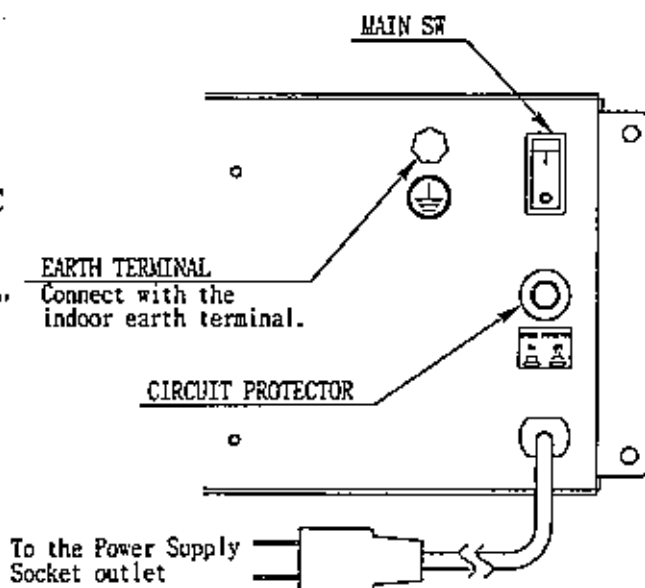 MAIN SW
EARTH TERMINAL
Connect with the
indoor earth terminal.
CIRCUIT PROTECTOR
To the Power Supply
Socket outlet